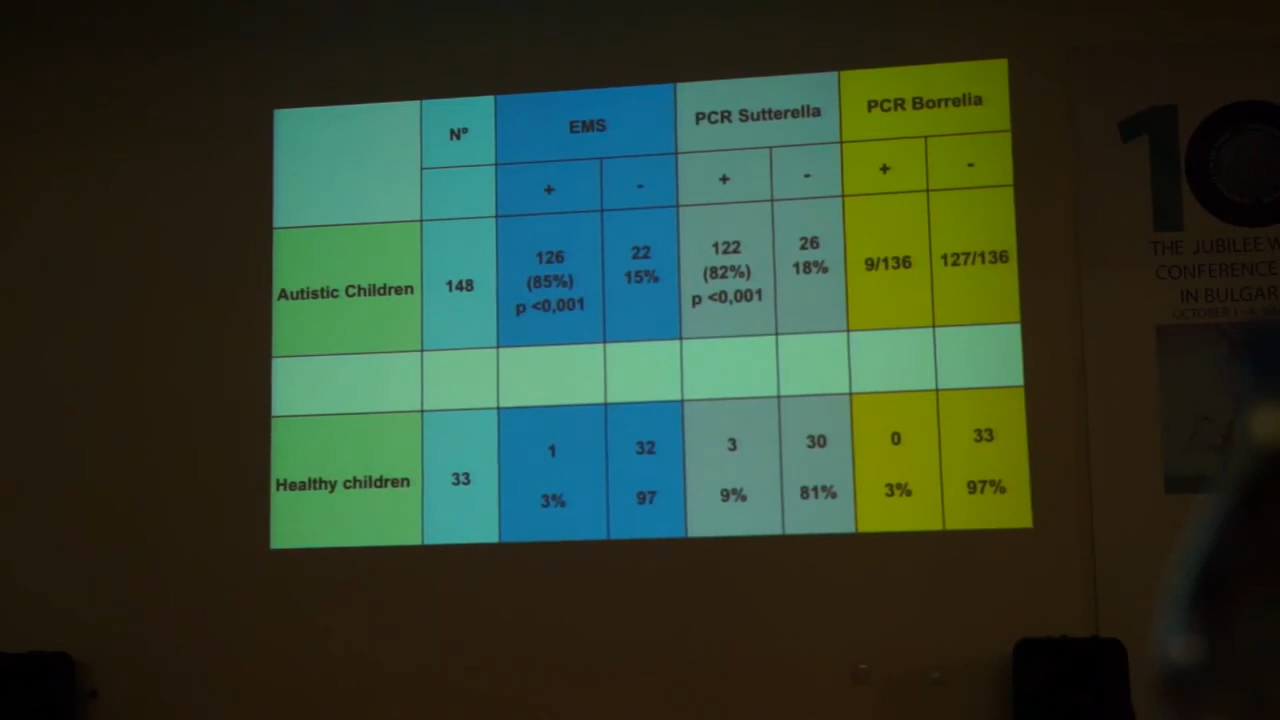 Nº
EMS
PCR Sutterella
PCR Borrelia
+
-
+
-
+
-
Autistic Children
148
126
(85%)
p <0,001
22
15%
122
(82%)
p <0,001
26
18%
9/136
127/136
Healthy children
33
1
3%
32
97
3
9%
30
81%
0
3%
33
97%
10
THE JUBILEE
CONFERENCE
IN BULGAR
OCTOBER